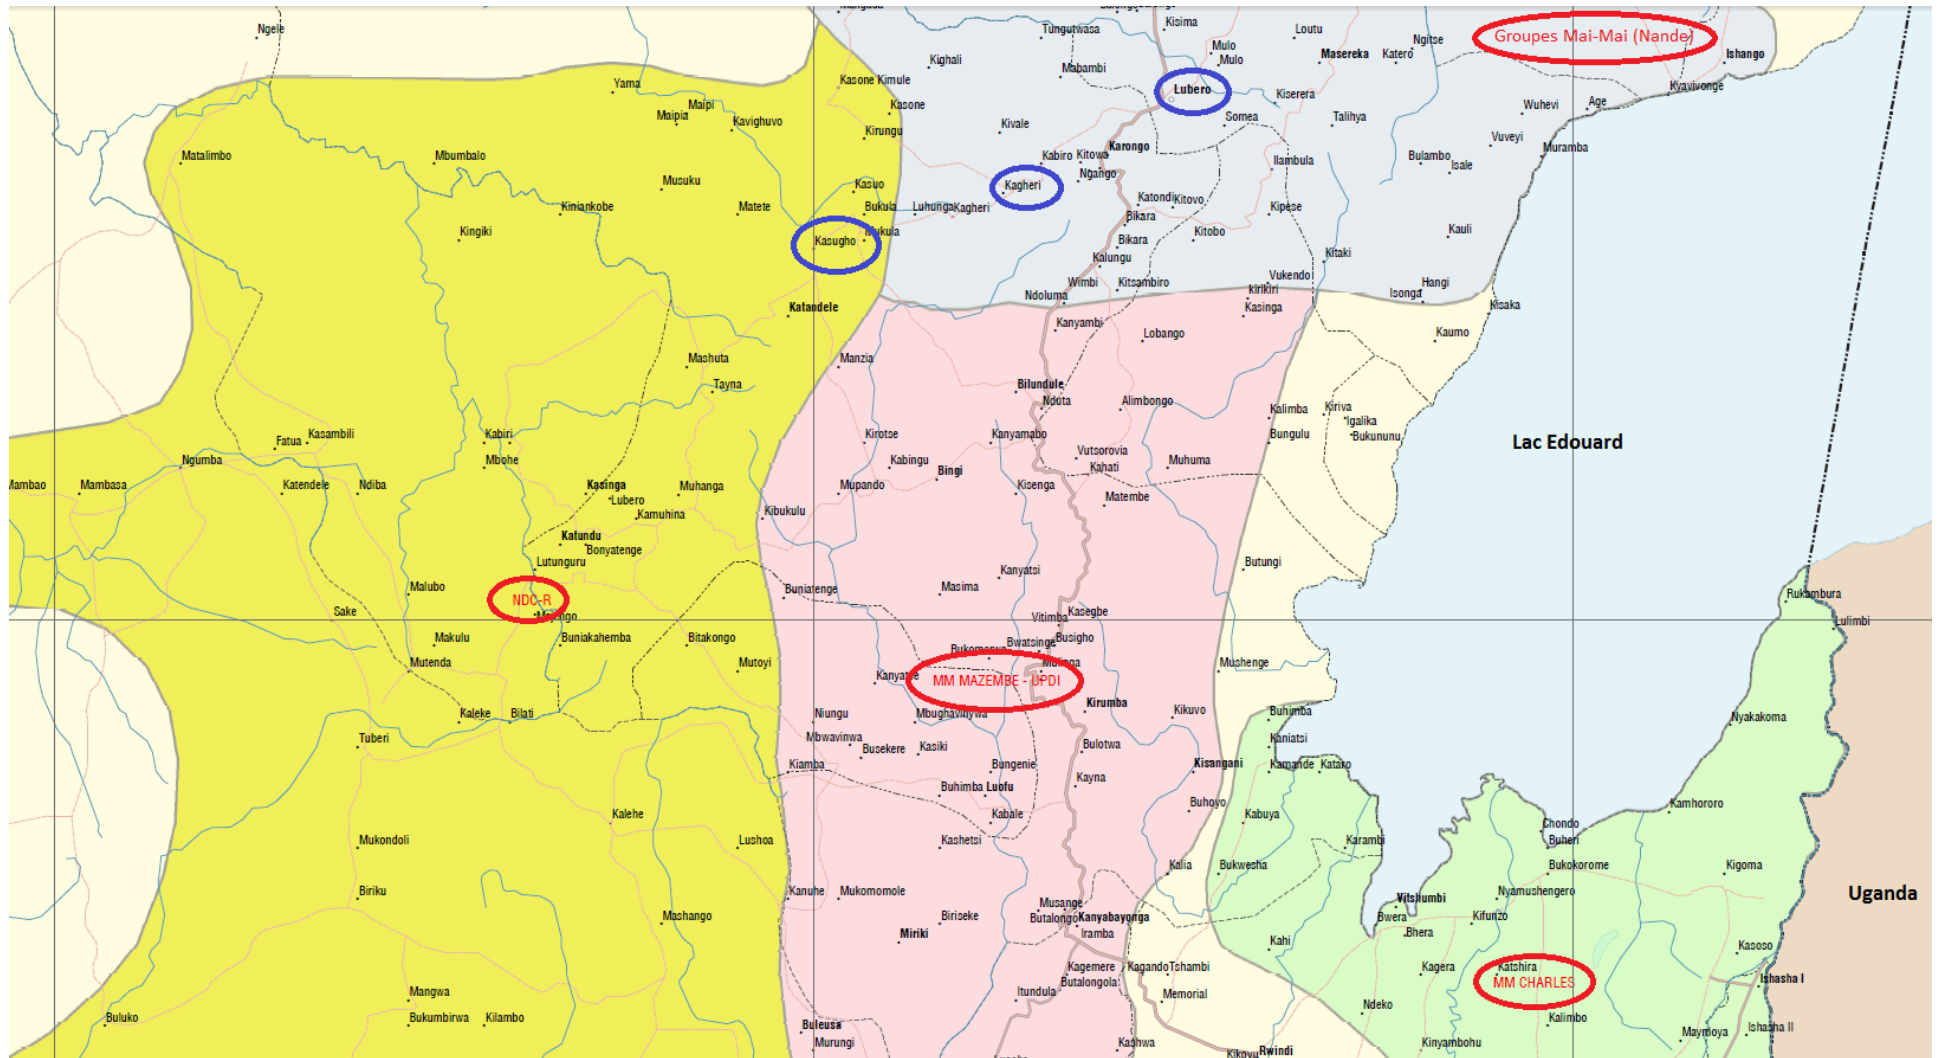 Ngele
Mangasa
Tungutwasa
Kisima
Loutu
Ngitse
Groupes Mai-Mai (Nande)
Mulo
Mulo
Masereka
Katero
Ishango
Kighali
Mabambi
Kasone Kimule
Yama
Lubero
Kiserera
Kyavivonge
Maipi
Kasone
Wuhevi
Age
Maipia
Kavighuvo
Kirungu
Kivale
Somea
Talihya
Vuveyi
Muramba
Matalimbo
Mbumbalo
Kabiro
Kitowa
Karongo
Ilambula
Bulambo
Isale
Ngango
Musuku
Kasuo
Kagheri
Kiniankobe
Matete
Bukula
Luhunga
Kagheri
Katondi
Kitovo
Kipese
Bikara
Kingiki
Kasugho
Mukula
Bikara
Kitobo
Kauli
Kalungu
Kitaki
Wimbi
Kitsambiro
Vukendo
Hangi
Ndoluma
kirikiri
Isonga
Katandele
Kasinga
Kisaka
Kanyambi
Lobango
Kaumo
Mashuta
Manzia
Tayna
Bilundule
Nduta
Alimbongo
Kalimba
Kiriva
Igalika
Fatua
Kasambili
Kabiri
Kirotse
Kanyamabo
Bungulu
Bukununu
Lac Edouard
Ngumba
Mbohe
Kabingu
Bingi
Vutsorovia
Kahati
Muhuma
Mambao
Mambasa
Katendele
Ndiba
Kasinga
Lubero
Muhanga
Mupando
Kisenga
Matembe
Kamuhina
Kibukulu
Katundu
Bonyatenge
Lutunguru
Butungi
Malubo
Buniatenge
Masima
Kanyatsi
Rukambura
NDC-R
Sake
Vitimba
Kasegbe
Lulimbi
Makulu
Buniakahemba
Bitakongo
Bwatsinge
Busigho
Mutenda
Mutoyi
Mushenge
MM MAZEMBE - UPDI
Kirumba
Kaleke
Bilati
Niungu
Mbughavinywa
Kikuvo
Buhimba
Nyakakoma
Tuberi
Mbwavinwa
Busekere
Kasiki
Bulotwa
Kaniatsi
Kiamba
Bungenie
Kayna
Kisangani
Kamande
Kataro
Buhimba
Luofu
Buhoyo
Kamhororo
Kalehe
Kabale
Kabuya
Chondo
Mukondoli
Lushoa
Kashetsi
Karambi
Buheri
Kalia
Bukwesha
Bukokorome
Kigoma
Biriku
Kanuhe
Mukomomole
Nyamushengero
Uganda
Mashango
Biriseke
Musange
Butalongo
Kanyabayonga
Vitshumbi
Bwera
Kifunzo
Miriki
Iramba
Bhera
Kahi
Kasoso
Kagemere
Kagando
Tshambi
Kagera
Katshira
Ishasha I
Butalongola
MM CHARLES
Mangwa
Itundula
Memorial
Ndeko
Buluko
Bukumbirwa
Kilambo
Buleusa
Kalimbo
Maymoya
Ishasha II
Murungi
Kashwa
Rwindi
Kinyambohu